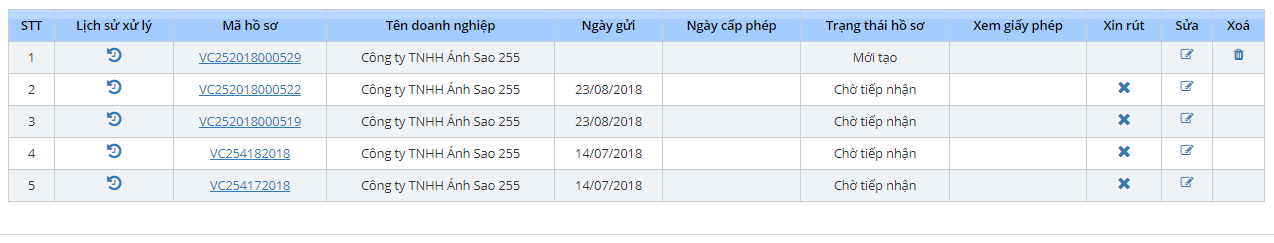 STT Lịch sử xử lý Mã hồ sơ Tên doanh nghiệp Ngày gửi Ngày cấp phép Trạng thái hồ sơ Xem giấy phép Xin rút Sửa Xoá
1 VC252018000529 Công ty TNHH Ánh Sao 255 Mới tạo
2 VC252018000522 Công ty TNHH Ánh Sao 255 23/08/2018 Chờ tiếp nhận
3 VC252018000519 Công ty TNHH Ánh Sao 255 23/08/2018 Chờ tiếp nhận
4 VC254182018 Công ty TNHH Ánh Sao 255 14/07/2018 Chờ tiếp nhận
5 VC254172018 Công ty TNHH Ánh Sao 255 14/07/2018 Chờ tiếp nhận